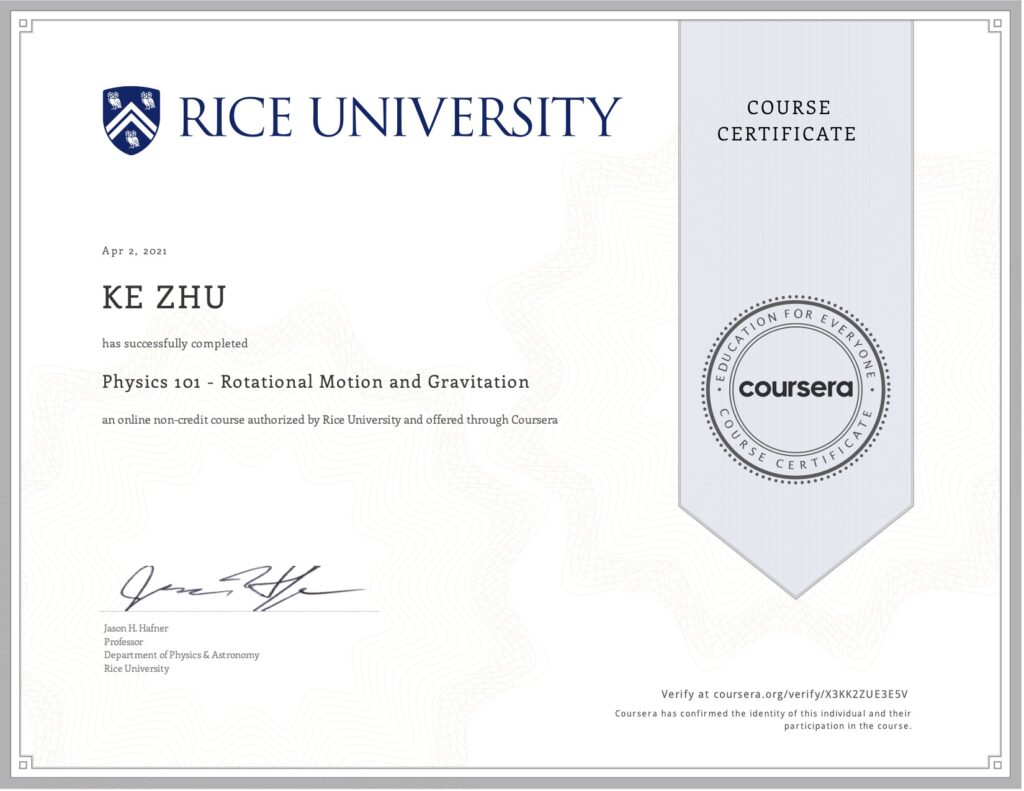 RICE UNIVERSITY
COURSE
CERTIFICATE
Apr 2, 2021
KE ZHU
has successfully completed
Physics 101 - Rotational Motion and Gravitation
an online non-credit course authorized by Rice University and offered through Coursera
EDUCATION FOR EVERYONE
coursera
COURSE CERTIFICATE
Jason H. Hafner
Professor
Department of Physics & Astronomy
Rice University
Verify at coursera.org/verify/X3KK2ZUE3E5V
Coursera has confirmed the identity of this individual and their
participation in the course.